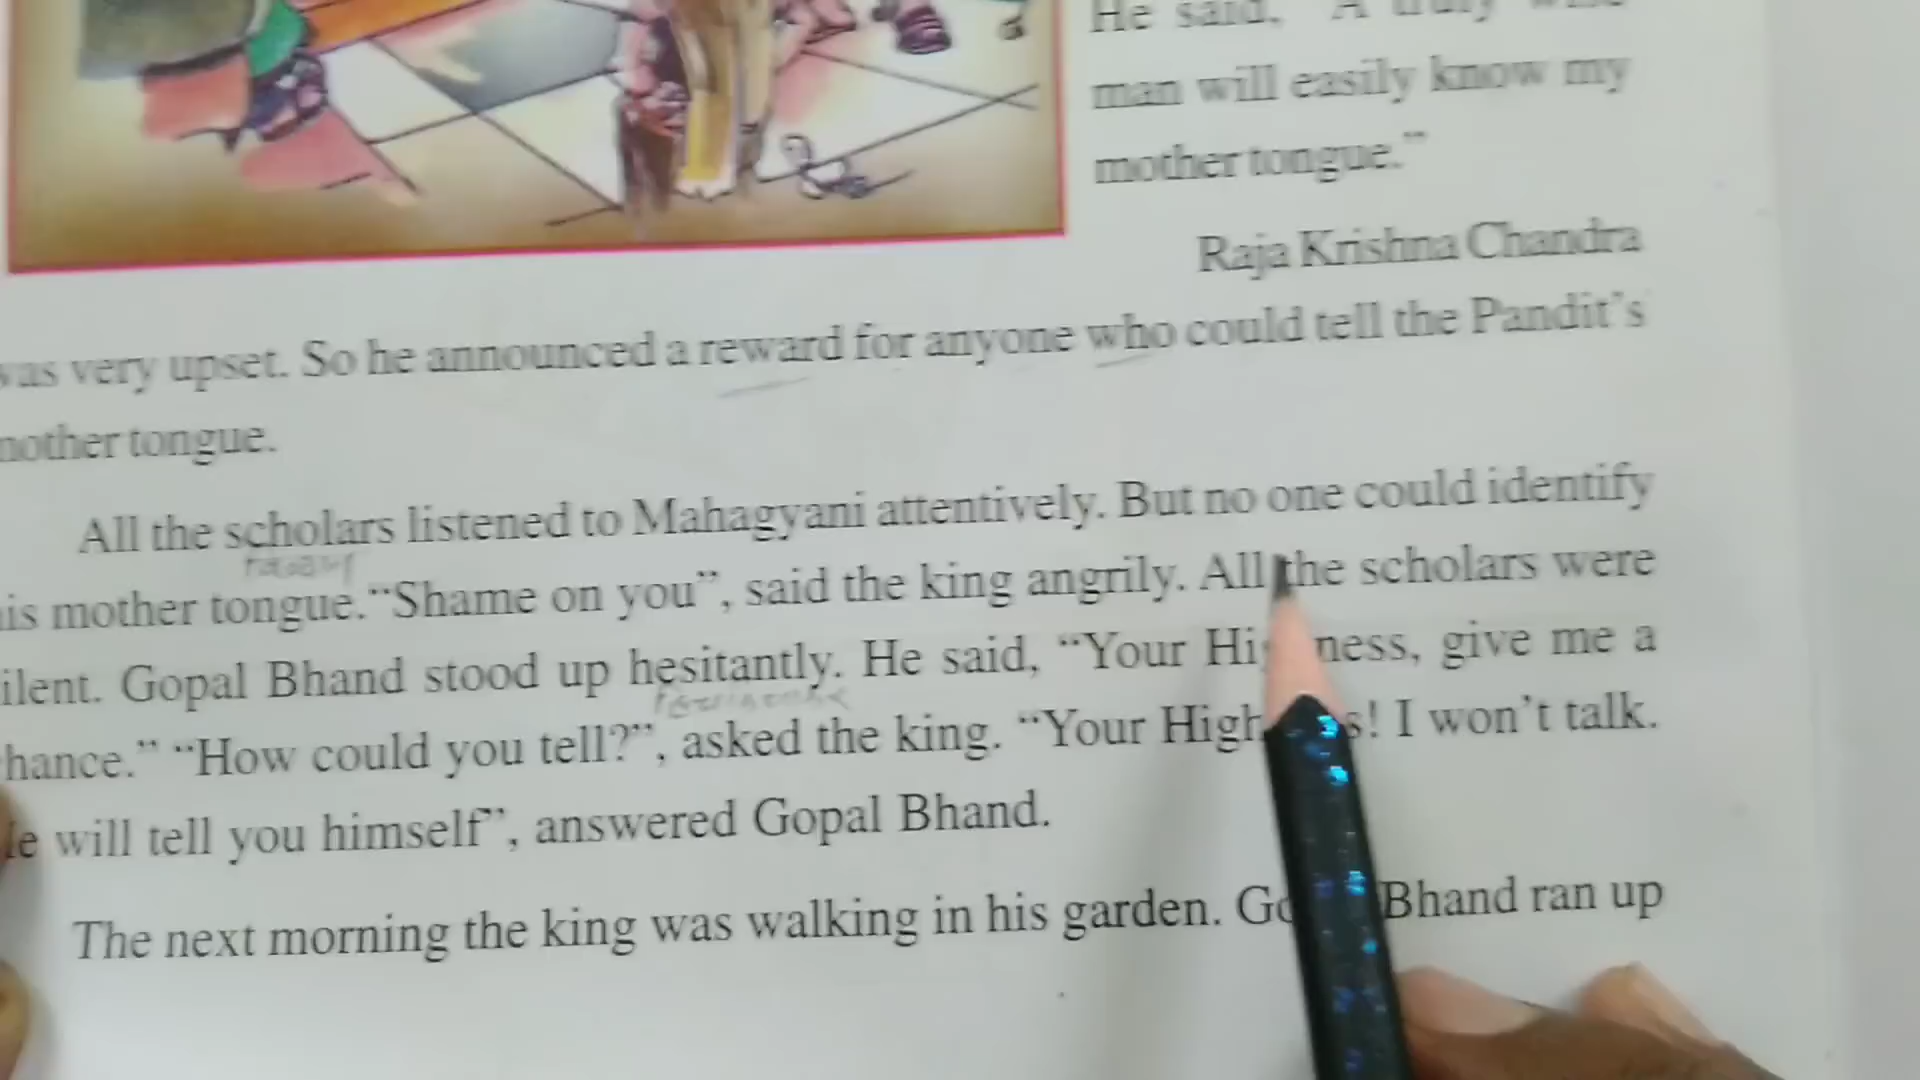 He said, "A truly wise
man will easily know my
mother tongue."
Raja Krishna Chandra
was very upset. So he announced a reward for anyone who could tell the Pandit's
mother tongue.
All the scholars listened to Mahagyani attentively. But no one could identify
his mother tongue. "Shame on you", said the king angrily. All the scholars were
silent. Gopal Bhand stood up hesitantly. He said, "Your Highness, give me a
chance." "How could you tell?", asked the king. "Your Highness! I won't talk.
He will tell you himself", answered Gopal Bhand.
The next morning the king was walking in his garden. Gopal Bhand ran up